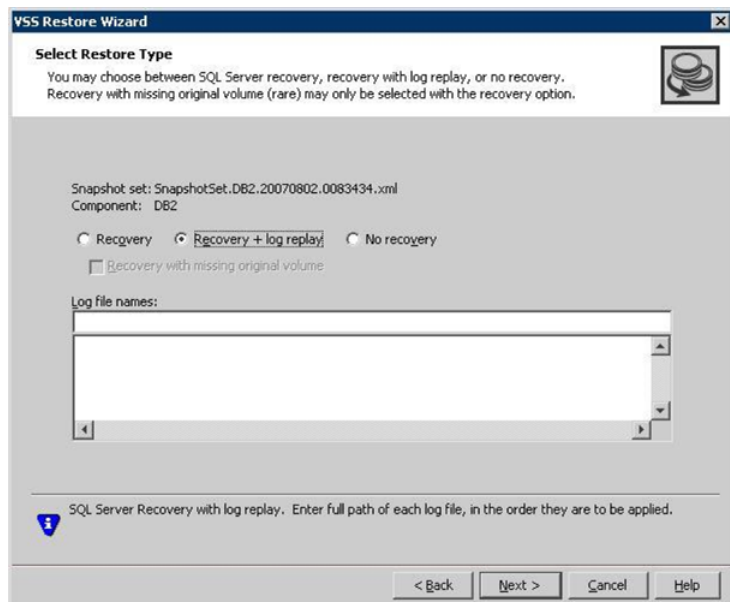 VSS Restore Wizard
Select Restore Type
You may choose between SQL Server recovery, recovery with log replay, or no recovery.
Recovery with missing original volume (rare) may only be selected with the recovery option.
Snapshot set: SnapshotSet.DB2.20070802.0083434.xml
Component: DB2
Recovery Recovery + log replay No recovery
Recovery with missing original volume
Log file names:
SQL Server Recovery with log replay. Enter full path of each log file, in the order they are to be applied.
< Back Next > Cancel Help